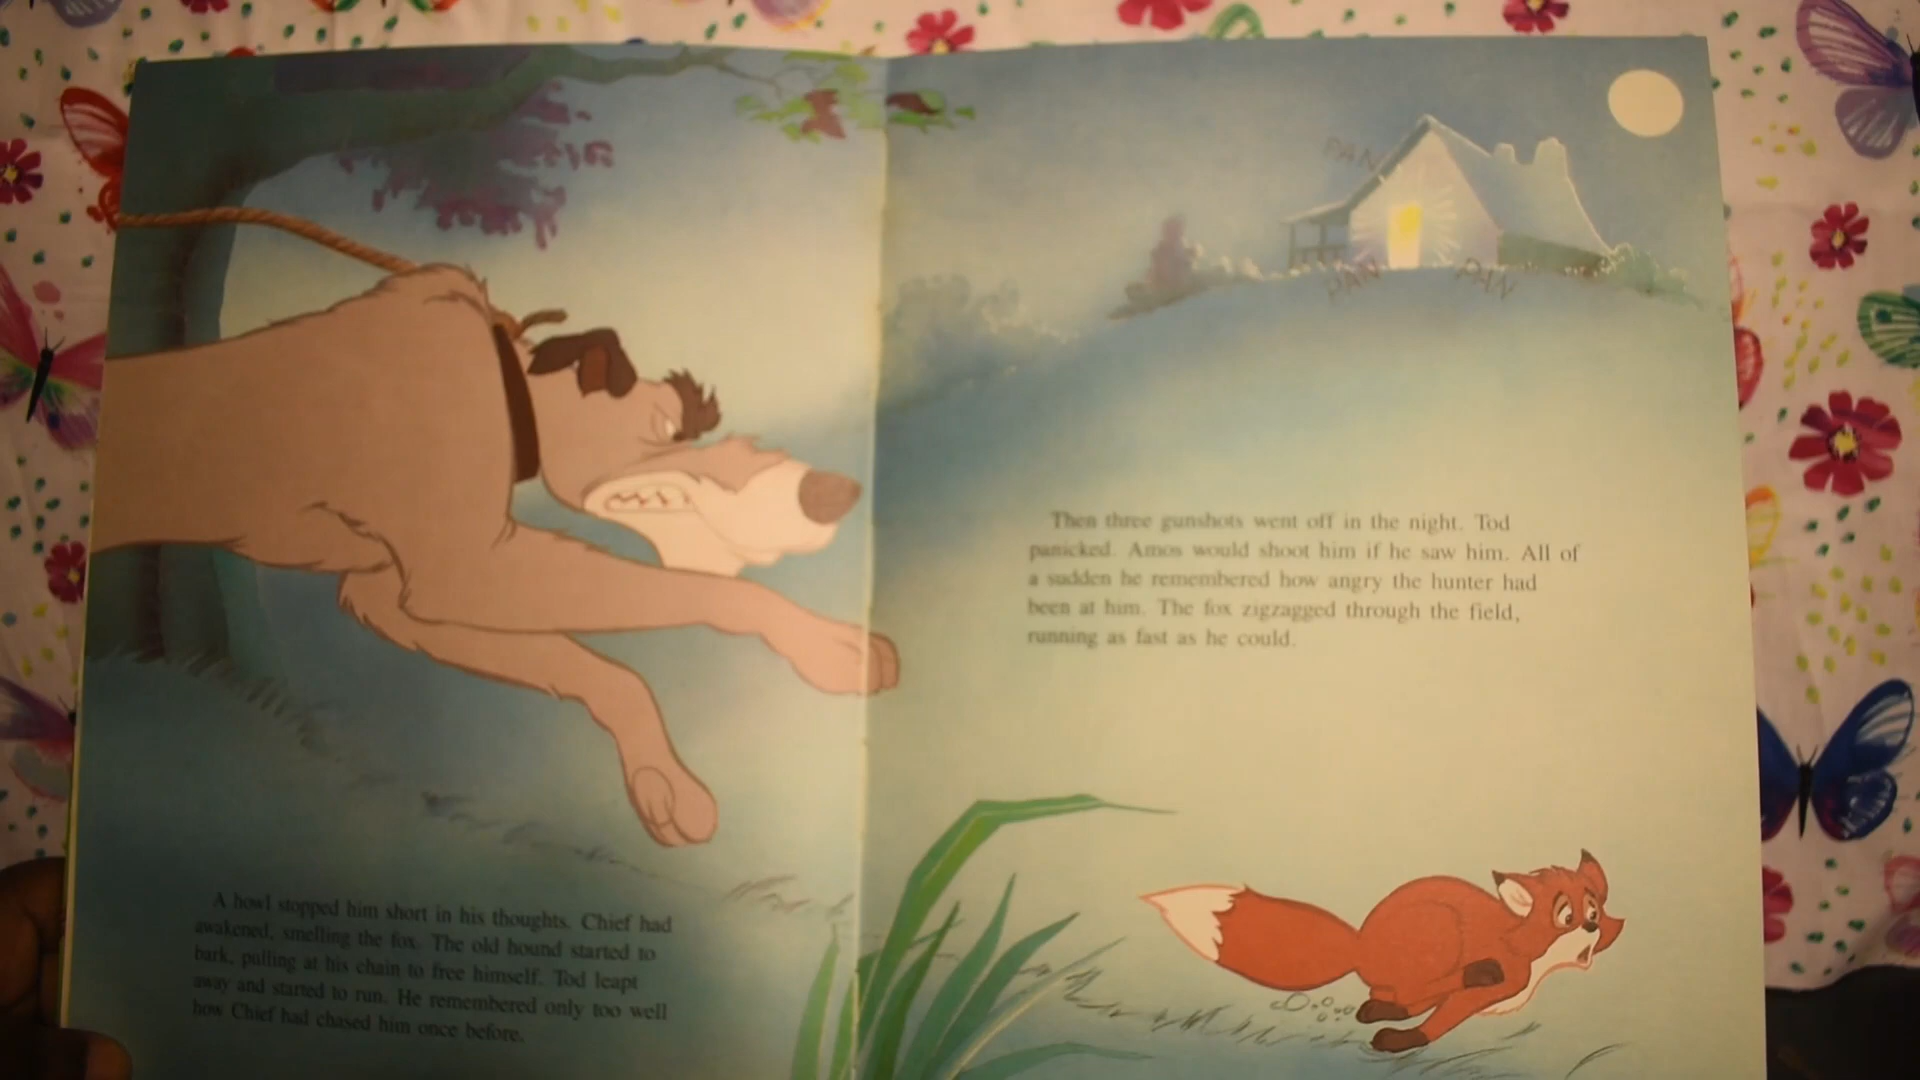 A howl stopped him short in his thoughts. Chief had
awakened, smelling the fox. The old hound started to
bark, pulling at his chain to free himself. Tod leapt
away and started to run. He remembered only too well
how Chief had chased him once before.
PAN
PAN
PAN
Then three gunshots went off in the night. Tod
panicked. Amos would shoot him if he saw him. All of
a sudden he remembered how angry the hunter had
been at him. The fox zigzagged through the field,
running as fast as he could.